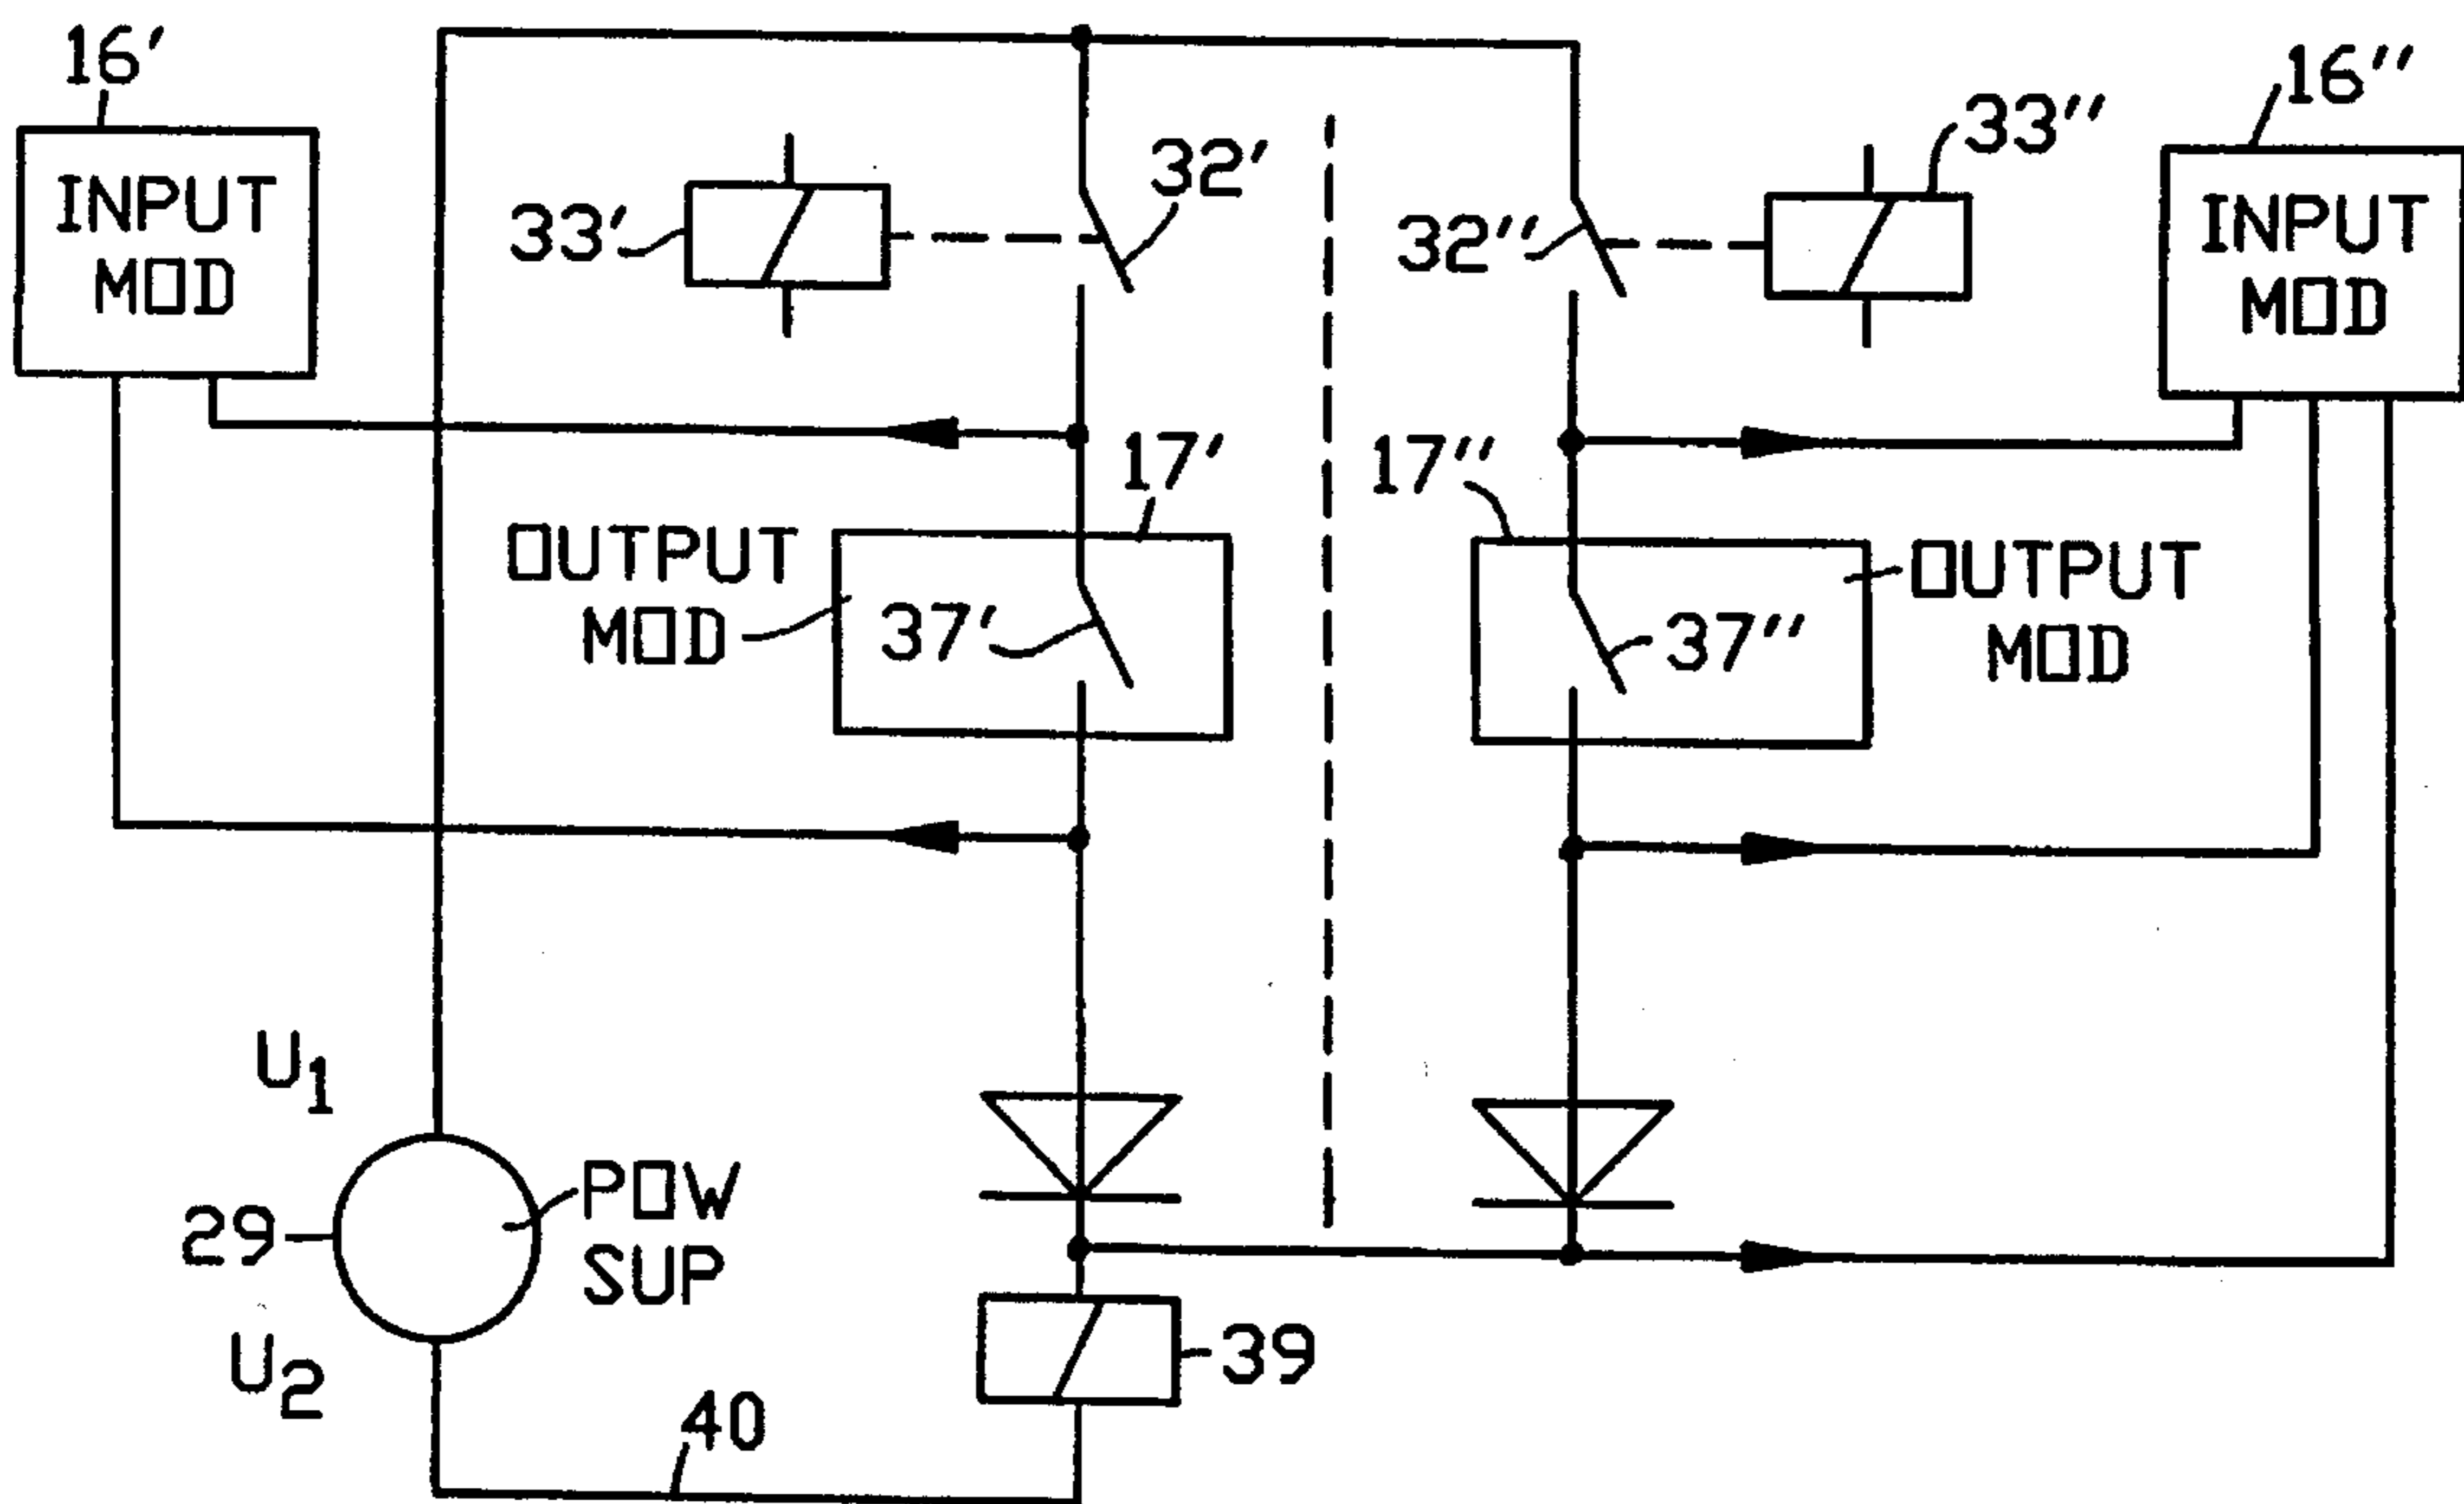 16′
16″
INPUT
MOD
33′
32′
32″
33″
INPUT
MOD
17′
17″
OUTPUT
MOD
37′
37″
OUTPUT
MOD
U1
29
POW
SUP
U2
39
40